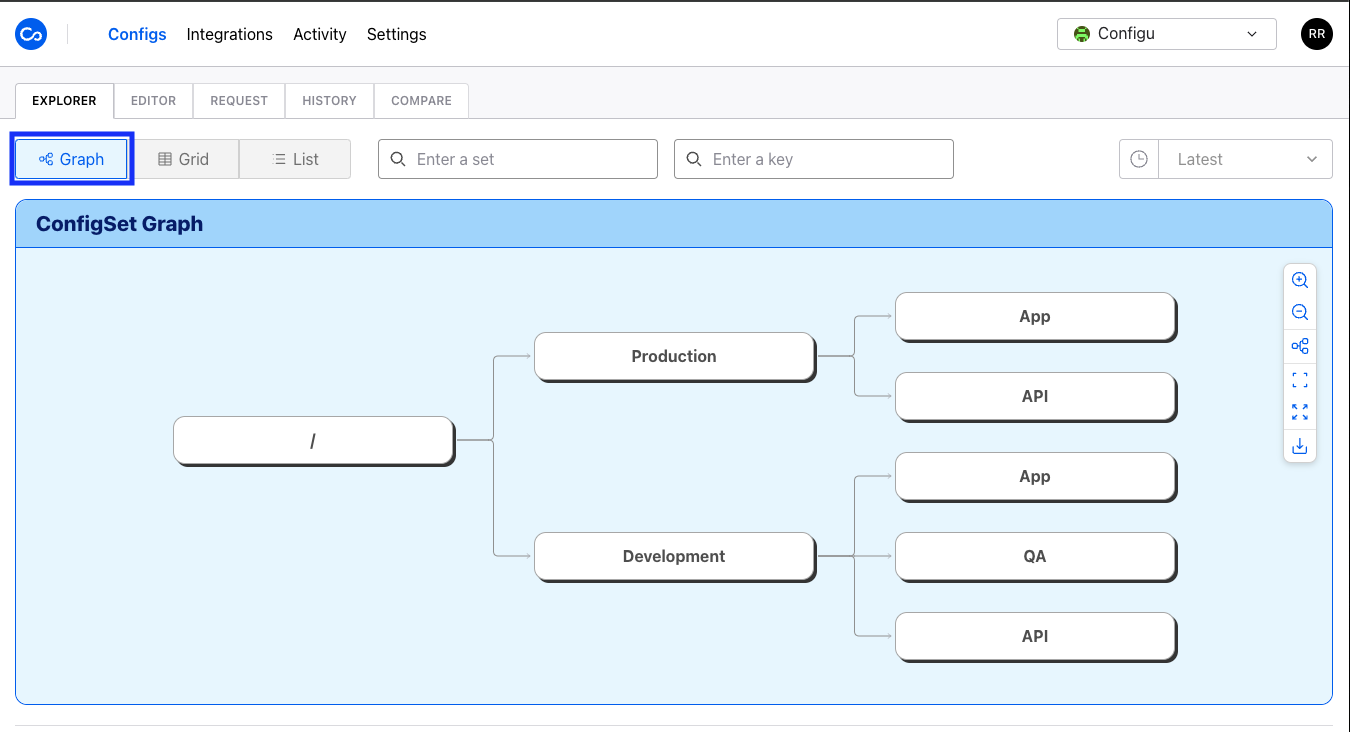 Configs Integrations Activity Settings Configu RR
EXPLORER EDITOR REQUEST HISTORY COMPARE
Graph Grid List Enter a set Enter a key Latest
ConfigSet Graph
App
Production
API
/
App
Development QA
API